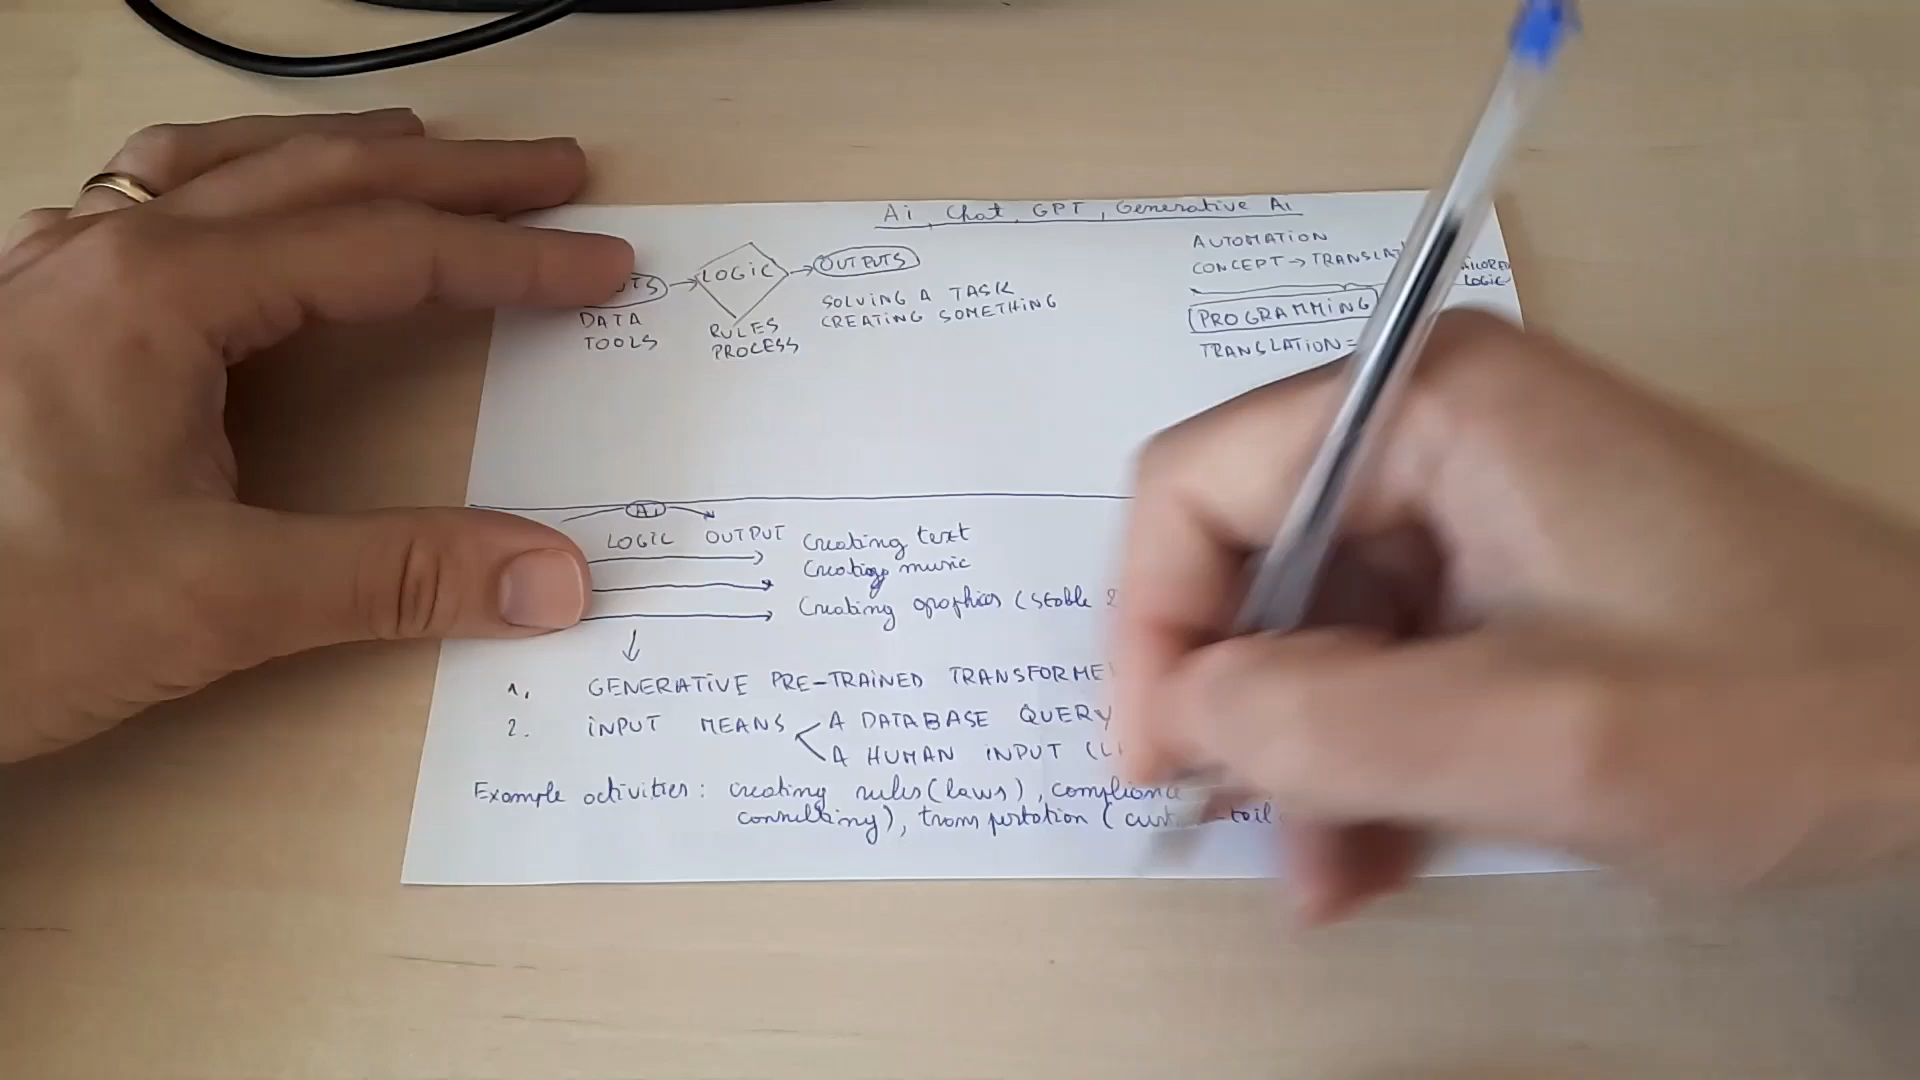 Ai, Chat GPT, Generative Ai
LOGIC → OUTPUTS
DATA
TOOLS
RULES
PROCESS
SOLVING A TASK
CREATING SOMETHING
AUTOMATION
CONCEPT →
LOGIC
PROGRAMMING
TRANSLATION =
Ai
LOGIC OUTPUT
Creating text
Creating music
Creating graphics (Stable
1. GENERATIVE PRE-TRAINED
2. INPUT MEANS A DATABASE QUERY
A HUMAN INPUT
Example activities: creating rules (laws),
consulting), transportation (